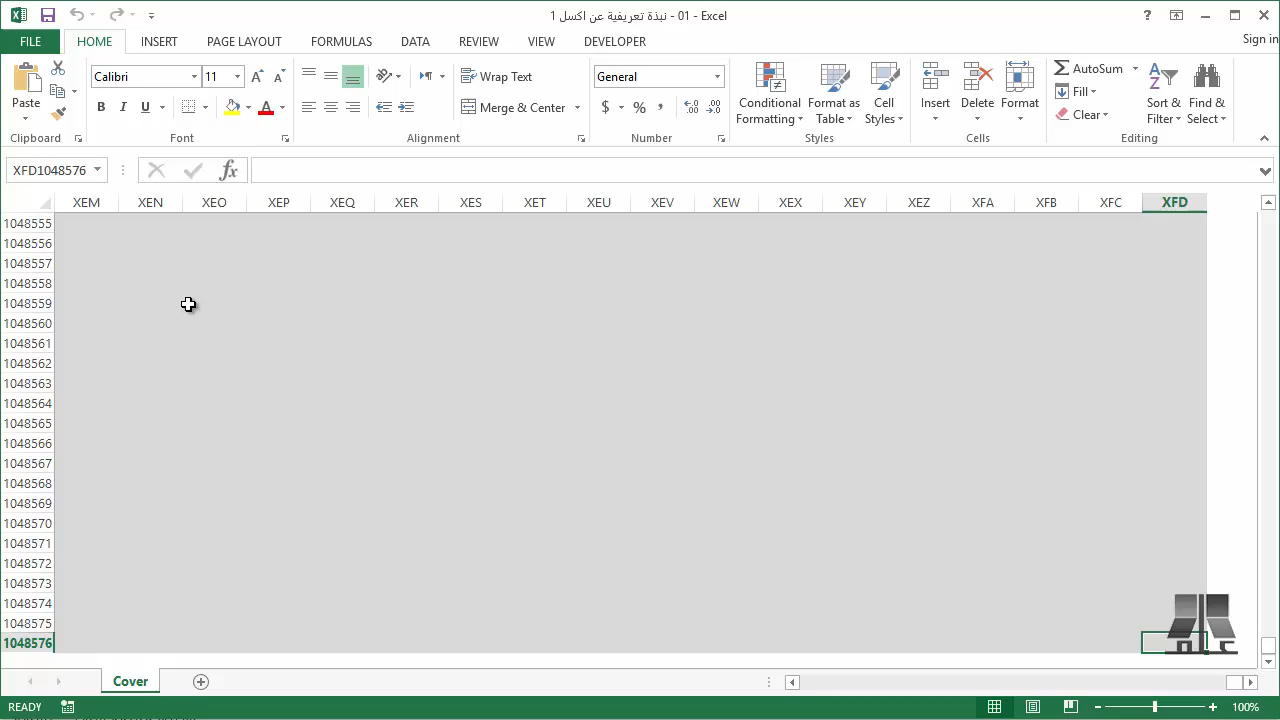 01 - نبذة تعريفية عن اكسل 1 - Excel
FILE
HOME
INSERT
PAGE LAYOUT
FORMULAS
DATA
REVIEW
VIEW
DEVELOPER
Sign in
Paste
Clipboard
Calibri
11
B I U
Font
Wrap Text
Merge & Center
Alignment
General
$ % ,
Number
Conditional Formatting
Format as Table
Cell Styles
Styles
Insert
Delete
Format
Cells
AutoSum
Fill
Clear
Sort & Filter
Find & Select
Editing
XFD1048576
fx
XEM XEN XEO XEP XEQ XER XES XET XEU XEV XEW XEX XEY XEZ XFA XFB XFC XFD
1048555
1048556
1048557
1048558
1048559
1048560
1048561
1048562
1048563
1048564
1048565
1048566
1048567
1048568
1048569
1048570
1048571
1048572
1048573
1048574
1048575
1048576
Cover
READY
100%